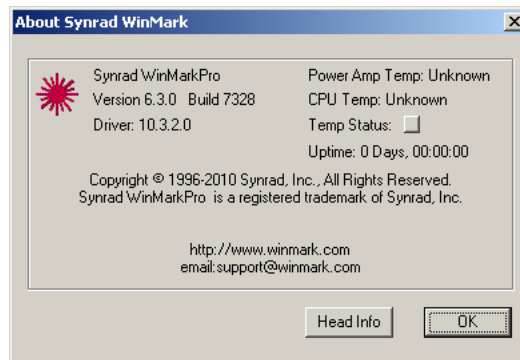 About Synrad WinMark
Synrad WinMarkPro
Version 6.3.0 Build 7328
Driver: 10.3.2.0
Power Amp Temp: Unknown
CPU Temp: Unknown
Temp Status:
Uptime: 0 Days, 00:00:00
Copyright © 1996-2010 Synrad, Inc., All Rights Reserved.
Synrad WinMarkPro is a registered trademark of Synrad, Inc.
http://www.winmark.com
email:support@winmark.com
Head Info
OK